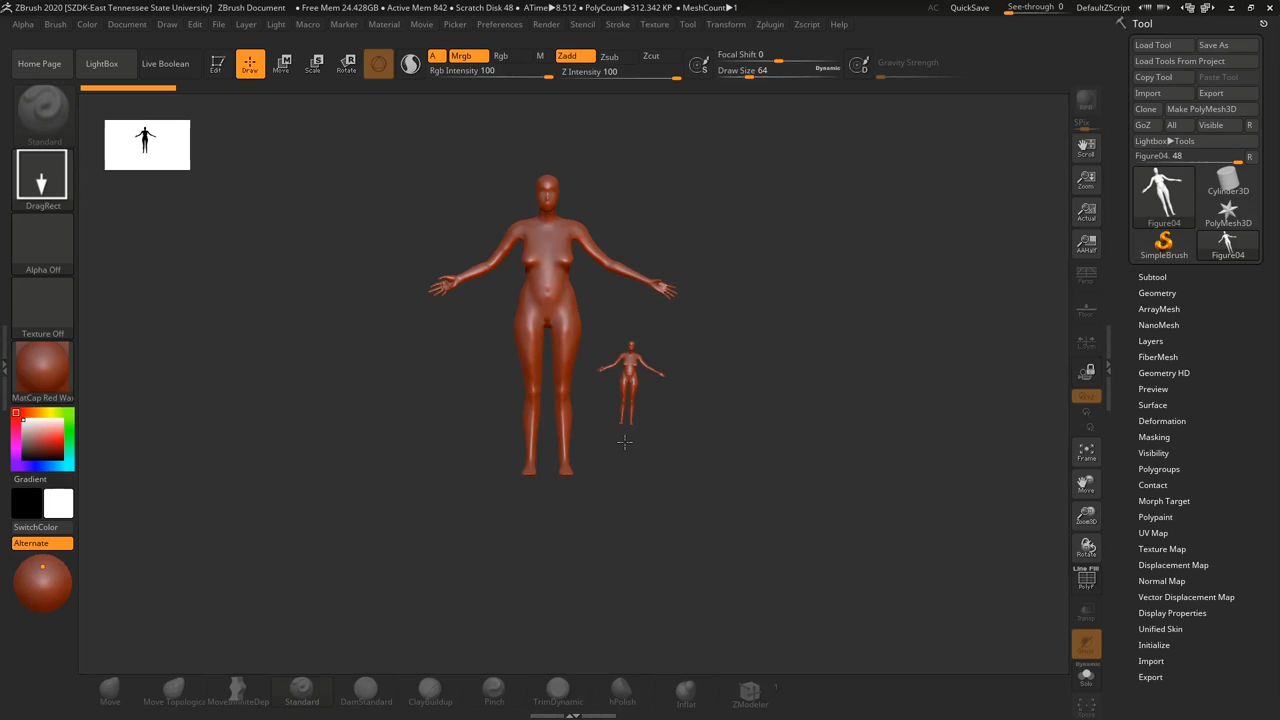 ZBrush 2020 [SZDK-East Tennessee State University]   ZBrush Document   • Free Mem 24.428GB • Active Mem 842 • Scratch Disk 48 • ATime▶8.512 • PolyCount▶312.342 KP • MeshCount▶1
AC QuickSave See-through 0 Menus DefaultZScript
Alpha Brush Color Document Draw Edit File Layer Light Macro Marker Material Movie Picker Preferences Render Stencil Stroke Texture Tool Transform Zplugin Zscript Help
Home Page LightBox Live Boolean Edit Draw Move Scale Rotate
A Mrgb Rgb M Zadd Zsub Zcut
Rgb Intensity 100 Z Intensity 100
Focal Shift 0
Draw Size 64 Dynamic
S D
Gravity Strength
Standard
DragRect
Alpha Off
Texture Off
MatCap Red Wa
Gradient
SwitchColor
Alternate
SPix
Scroll
Zoom
Actual
AAHalf
Persp
Floor
L.Sym
Frame
Move
Zoom3D
Rotate
Line Fill
PolyF
Transp
Ghost
Dynamic
Solo
Xpose
Tool
Load Tool Save As
Load Tools From Project
Copy Tool Paste Tool
Import Export
Clone Make PolyMesh3D
GoZ All Visible R
Lightbox▶Tools
Figure04. 48 R
Figure04 Cylinder3D
PolyMesh3D
SimpleBrush Figure04
Subtool
Geometry
ArrayMesh
NanoMesh
Layers
FiberMesh
Geometry HD
Preview
Surface
Deformation
Masking
Visibility
Polygroups
Contact
Morph Target
Polypaint
UV Map
Texture Map
Displacement Map
Normal Map
Vector Displacement Map
Display Properties
Unified Skin
Initialize
Import
Export
Move Move Topologica MoveInfiniteDep Standard DamStandard ClayBuildup Pinch TrimDynamic hPolish Inflat ZModeler 1